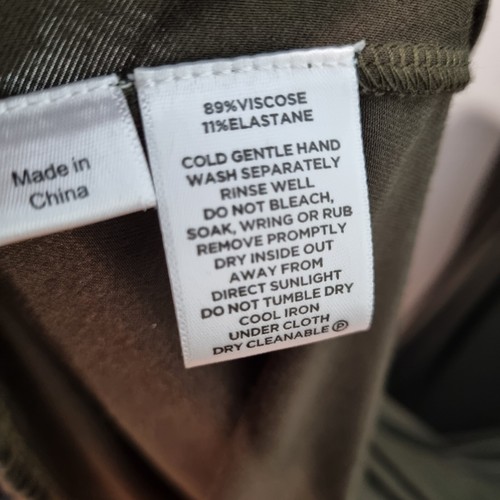 Made in
China
89%VISCOSE
11%ELASTANE
COLD GENTLE HAND
WASH SEPARATELY
RINSE WELL
DO NOT BLEACH,
SOAK, WRING OR RUB
REMOVE PROMPTLY
DRY INSIDE OUT
AWAY FROM
DIRECT SUNLIGHT
DO NOT TUMBLE DRY
COOL IRON
UNDER CLOTH
DRY CLEANABLE Ⓟ